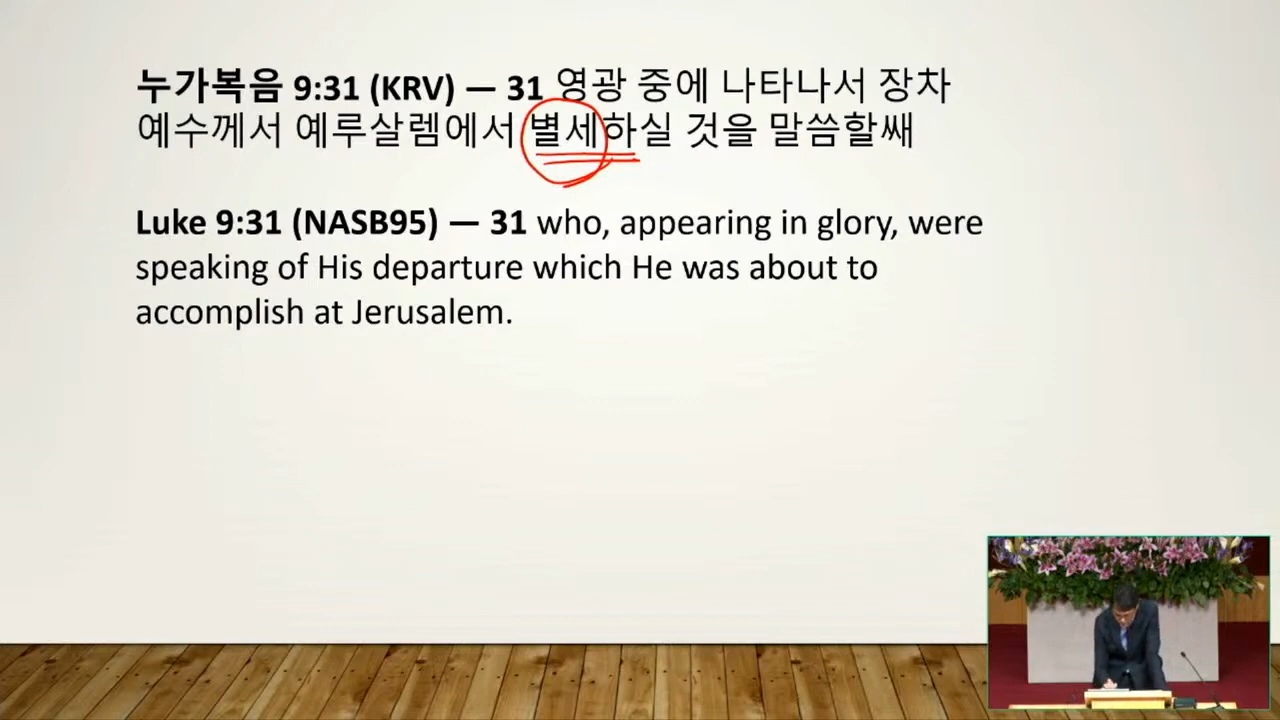 누가복음 9:31 (KRV) — 31 영광 중에 나타나서 장차
예수께서 예루살렘에서 별세하실 것을 말씀할쌔
Luke 9:31 (NASB95) — 31 who, appearing in glory, were
speaking of His departure which He was about to
accomplish at Jerusalem.